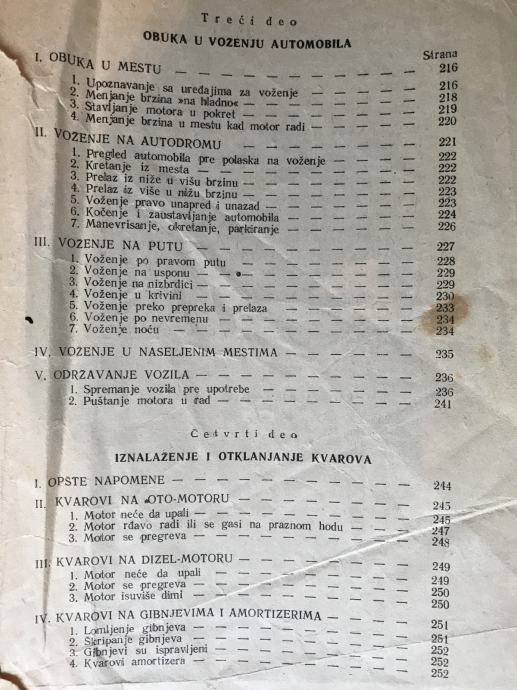 Treći deo
OBUKA U VOŽENJU AUTOMOBILA
Strana
I. OBUKA U MESTU — — — — — — — — — 216
1. Upoznavanje sa uređajima za voženje — — — — 216
2. Menjanje brzina »na hladno« — — — — — 218
3. Stavljanje motora u pokret — — — — — 219
4. Menjanje brzina u mestu kad motor radi — — — — 220
II. VOŽENJE NA AUTODROMU — — — — — — 221
1. Pregled automobila pre polaska na voženje — — — 222
2. Kretanje iz mesta — — — — — — — 222
3. Prelaz iz niže u višu brzinu — — — — — 222
4. Prelaz iz više u nižu brzinu — — — — — 223
5. Voženje pravo unapred i unazad — — — — — 223
6. Kočenje i zaustavljanje automobila — — — — 224
7. Manevrisanje, okretanje, parkiranje — — — — 226
III. VOŽENJE NA PUTU — — — — — — — — 227
1. Voženje po pravom putu — — — — — — 228
2. Voženje na usponu — — — — — — — 229
3. Voženje na nizbrdici — — — — — — — 229
4. Voženje u krivini — — — — — — — 230
5. Voženje preko prepreka i prelaza — — — — 233
6. Voženje po nevremenu — — — — — — 234
7. Voženje noću — — — — — — — 234
IV. VOŽENJE U NASELJENIM MESTIMA — — — — — 235
V. ODRŽAVANJE VOZILA — — — — — — — — 236
1. Spremanje vozila pre upotrebe — — — — — 236
2. Puštanje motora u rad — — — — — — 241
Četvrti deo
IZNALAŽENJE I OTKLANJANJE KVAROVA
I. OPŠTE NAPOMENE — — — — — — — — 244
II. KVAROVI NA OTO-MOTORU — — — — — — 245
1. Motor neće da upali — — — — — — — 245
2. Motor rđavo radi ili se gasi na praznom hodu — — — 247
3. Motor se pregreva — — — — — — — 248
III. KVAROVI NA DIZEL-MOTORU — — — — — — 249
1. Motor neće da upali — — — — — — 249
2. Motor se pregreva — — — — — — — 250
3. Motor isuviše dimi — — — — — — — 250
IV. KVAROVI NA GIBNJEVIMA I AMORTIZERIMA — — — 251
1. Lomljenje gibnjeva — — — — — — — 251
2. Škripanje gibnjeva — — — — — — — 252
3. Gibnjevi su ispravljeni — — — — — — 252
4. Kvarovi amortizera — — — — — — — 252